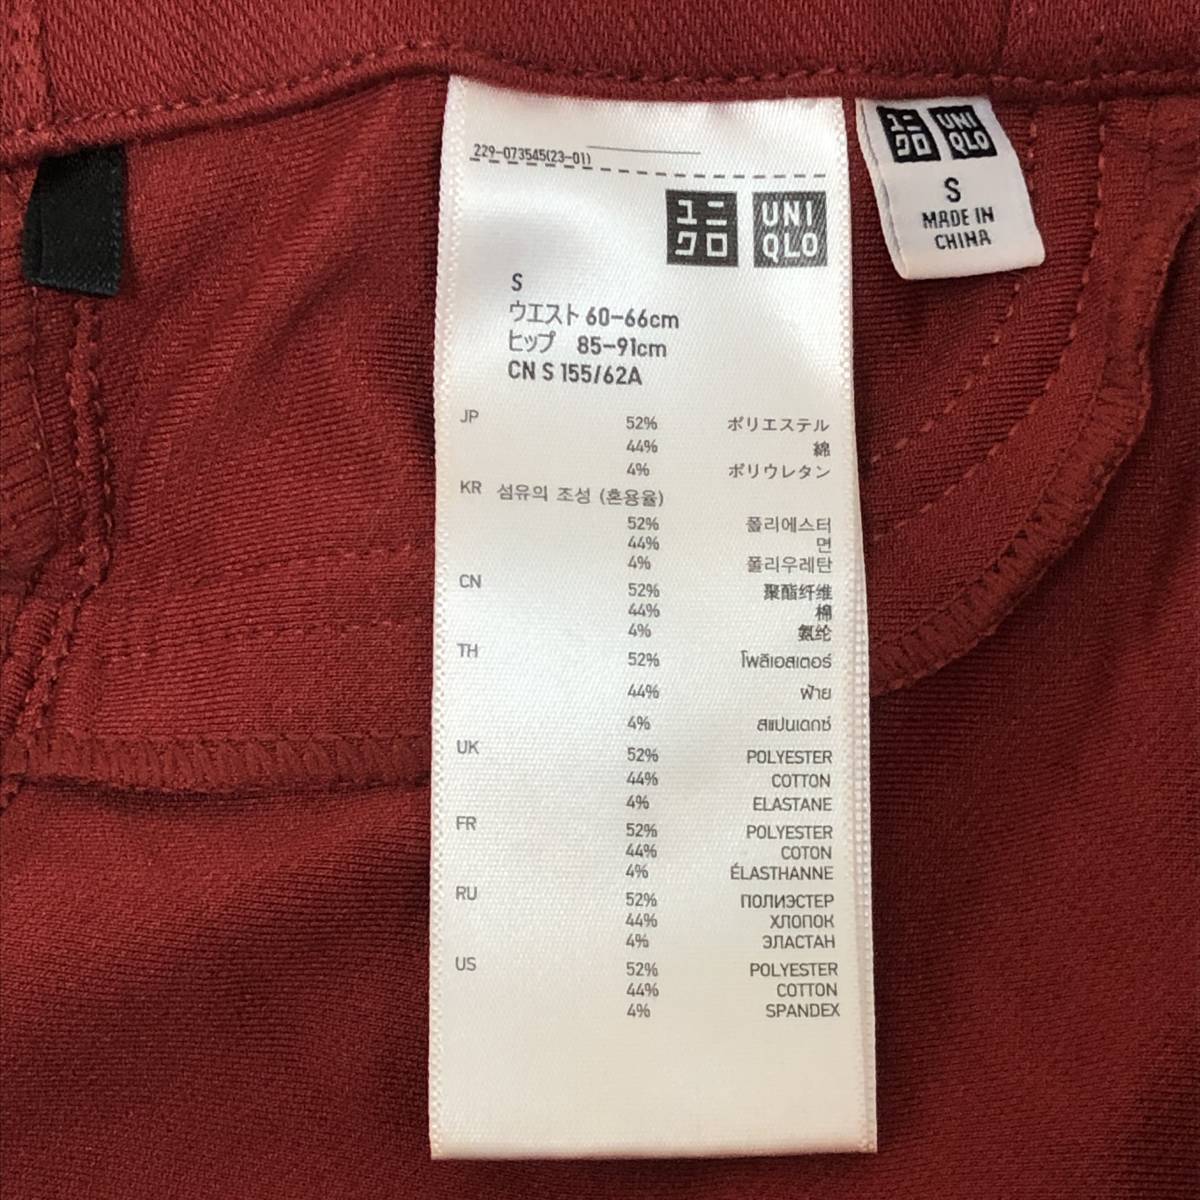 229-073545(23-01)
ユニ UNI
クロ QLO
S
ウエスト 60-66cm
ヒップ 85-91cm
CN S 155/62A
JP 52% ポリエステル
44% 綿
4% ポリウレタン
KR 섬유의 조성 (혼용율)
52% 폴리에스터
44% 면
4% 폴리우레탄
CN 52% 聚酯纤维
44% 棉
4% 氨纶
TH 52% โพลิเอสเตอร์
44% ฝ้าย
4% สแปนเดกซ์
UK 52% POLYESTER
44% COTTON
4% ELASTANE
FR 52% POLYESTER
44% COTON
4% ÉLASTHANNE
RU 52% ПОЛИЭСТЕР
44% ХЛОПОК
4% ЭЛАСТАН
US 52% POLYESTER
44% COTTON
4% SPANDEX
ユニ UNI
クロ QLO
S
MADE IN
CHINA